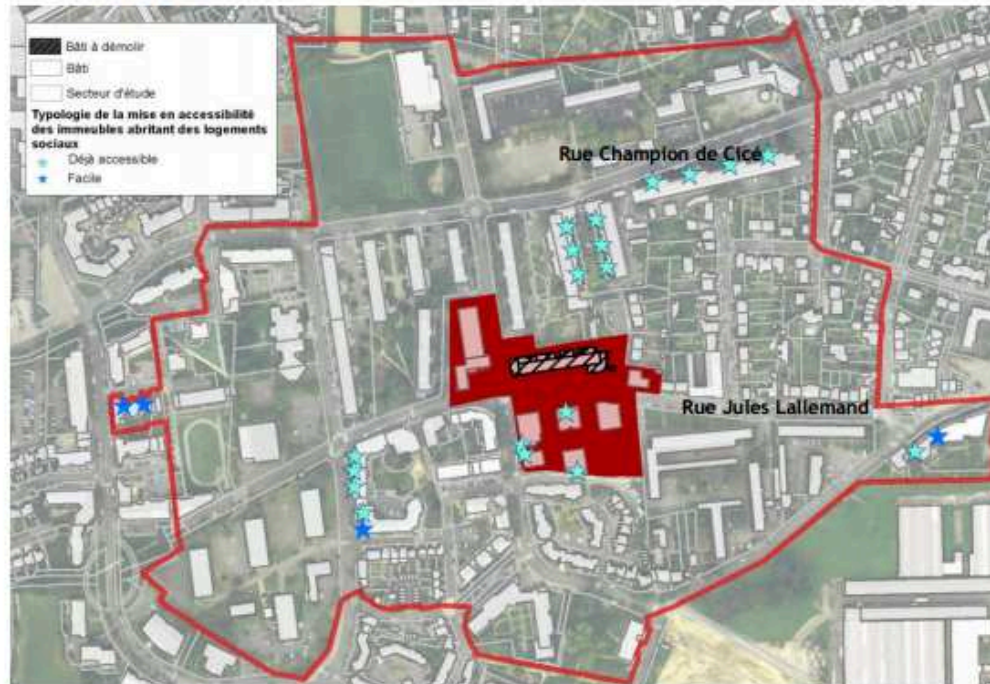 Bâti à démolir
Bâti
Secteur d'étude
Typologie de la mise en accessibilité
des immeubles abritant des logements
sociaux
Déjà accessible
Facile
Rue Champion de Cicé
Rue Jules Lallemand